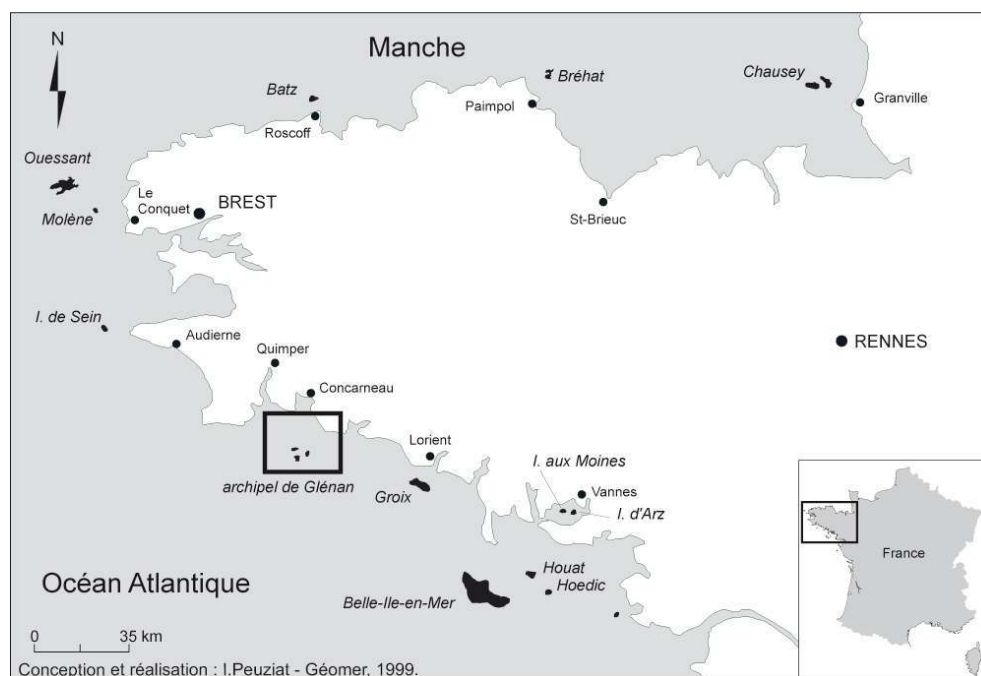 N
Manche
Bréhat
Chausey
Batz
Paimpol
Granville
Roscoff
Ouessant
Le
Conquet
BREST
Molène
St-Brieuc
I. de Sein
Audierne
RENNES
Quimper
Concarneau
Lorient
I. aux Moines
archipel de Glénan
Groix
Vannes
I. d'Arz
France
Océan Atlantique
Houat
Hoedic
Belle-Ile-en-Mer
0 35 km
Conception et réalisation : I.Peuziat - Géomer, 1999.